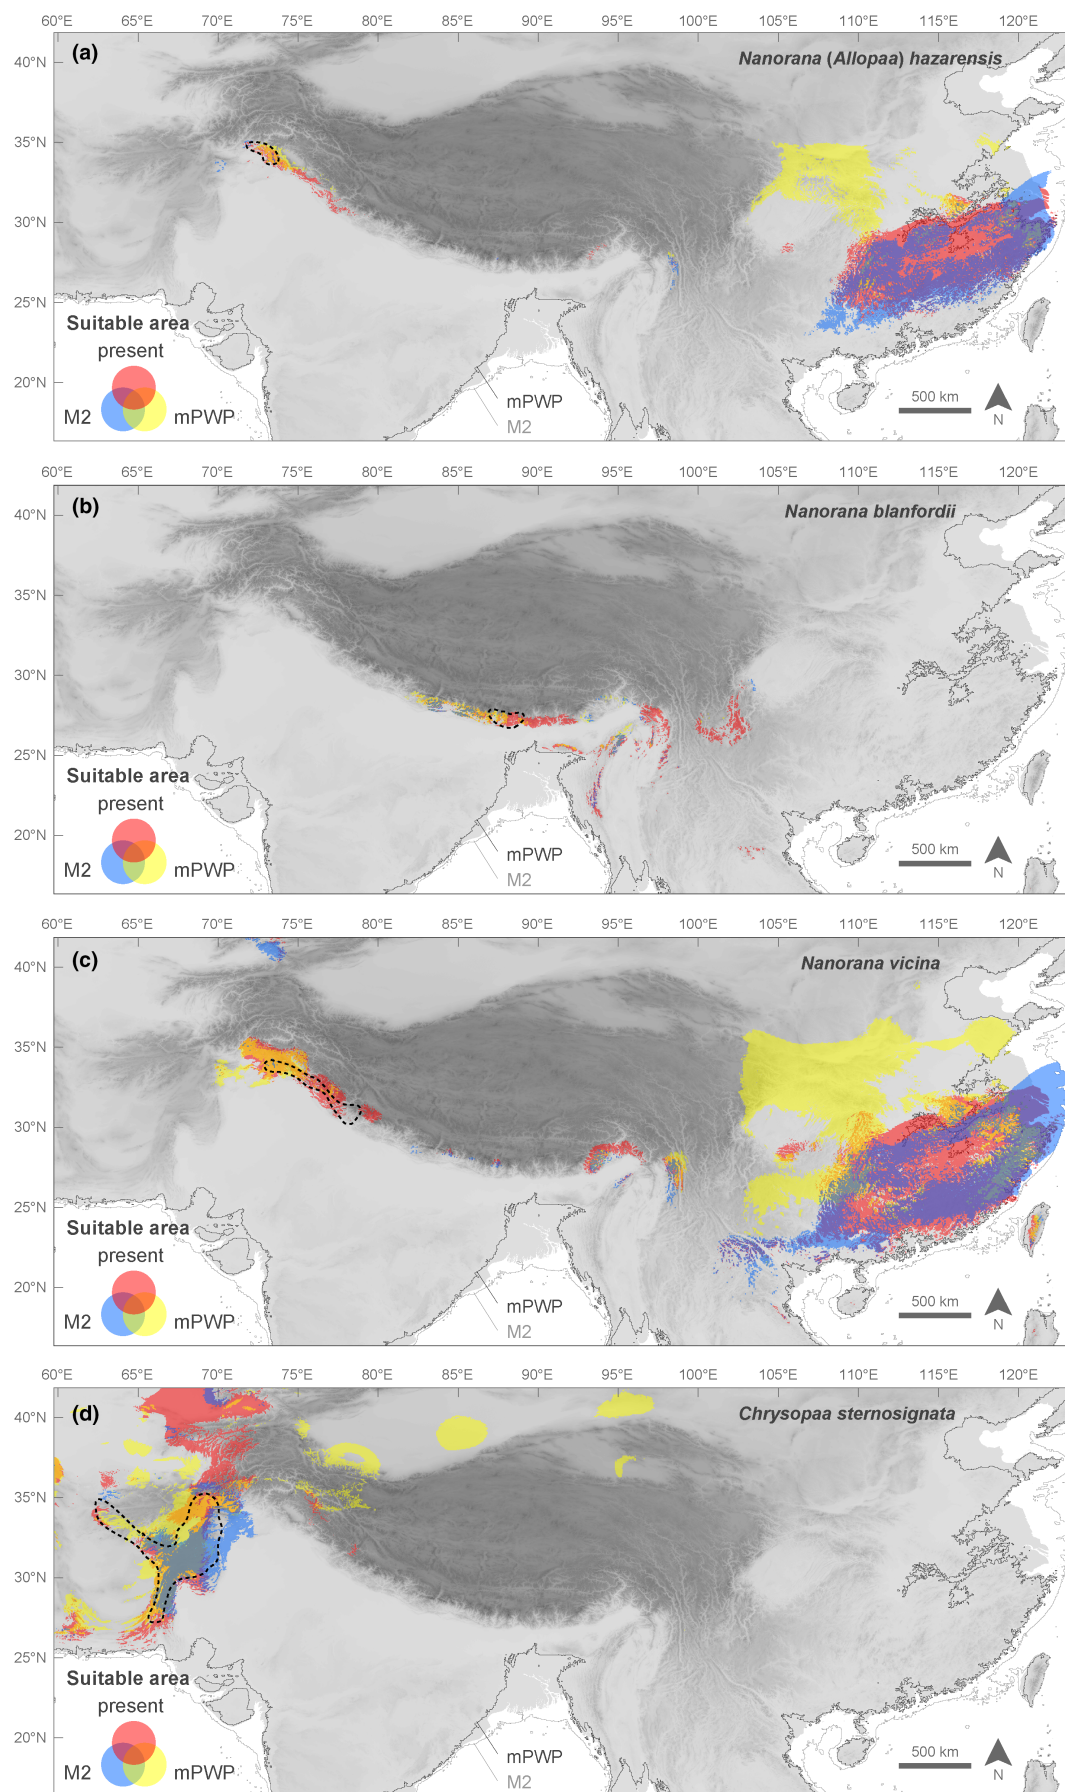 60°E 65°E 70°E 75°E 80°E 85°E 90°E 95°E 100°E 105°E 110°E 115°E 120°E
(a)
Nanorana (Allopaa) hazarensis
40°N
35°N
30°N
25°N
20°N
Suitable area
present
M2 mPWP
mPWP
M2
500 km
N
60°E 65°E 70°E 75°E 80°E 85°E 90°E 95°E 100°E 105°E 110°E 115°E 120°E
(b)
Nanorana blanfordii
40°N
35°N
30°N
25°N
20°N
Suitable area
present
M2 mPWP
mPWP
M2
500 km
N
60°E 65°E 70°E 75°E 80°E 85°E 90°E 95°E 100°E 105°E 110°E 115°E 120°E
(c)
Nanorana vicina
40°N
35°N
30°N
25°N
20°N
Suitable area
present
M2 mPWP
mPWP
M2
500 km
N
60°E 65°E 70°E 75°E 80°E 85°E 90°E 95°E 100°E 105°E 110°E 115°E 120°E
(d)
Chrysopaa sternosignata
40°N
35°N
30°N
25°N
20°N
Suitable area
present
M2 mPWP
mPWP
M2
500 km
N